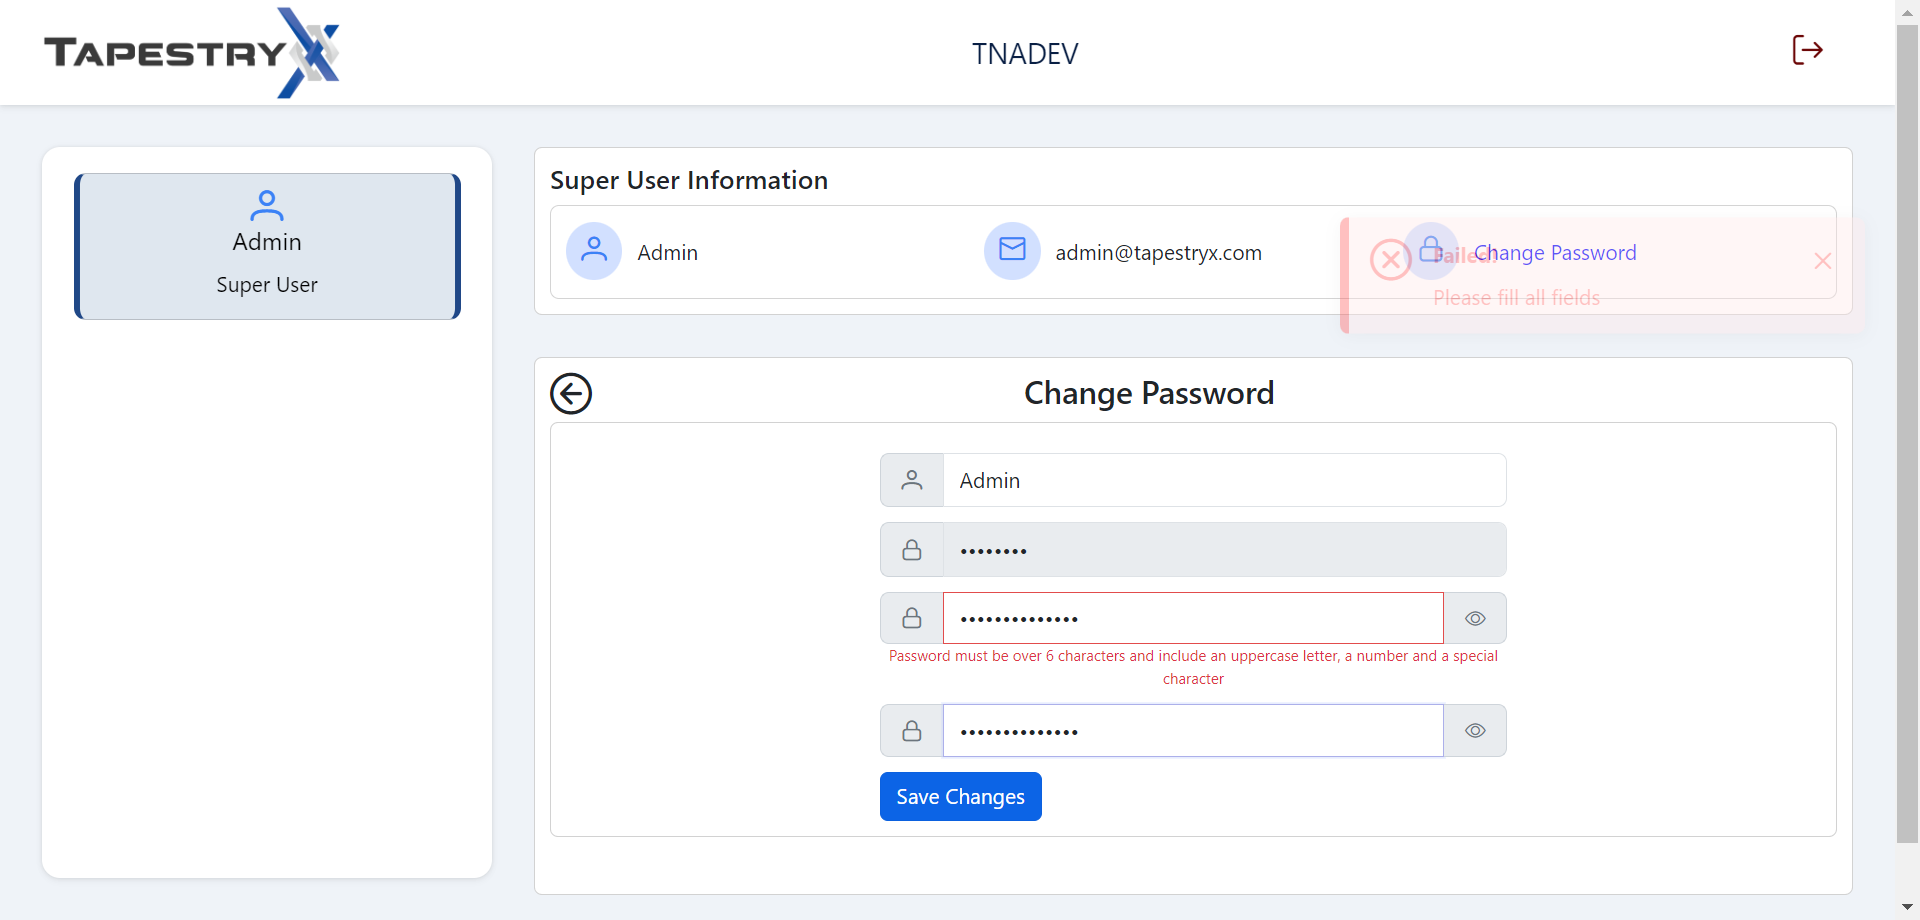 TAPESTRYX
TNADEV
Admin
Super User
Super User Information
Admin
admin@tapestryx.com
Change Password
Failed!
Please fill all fields
Change Password
Admin
••••••••
••••••••••••••
Password must be over 6 characters and include an uppercase letter, a number and a special
character
••••••••••••••
Save Changes